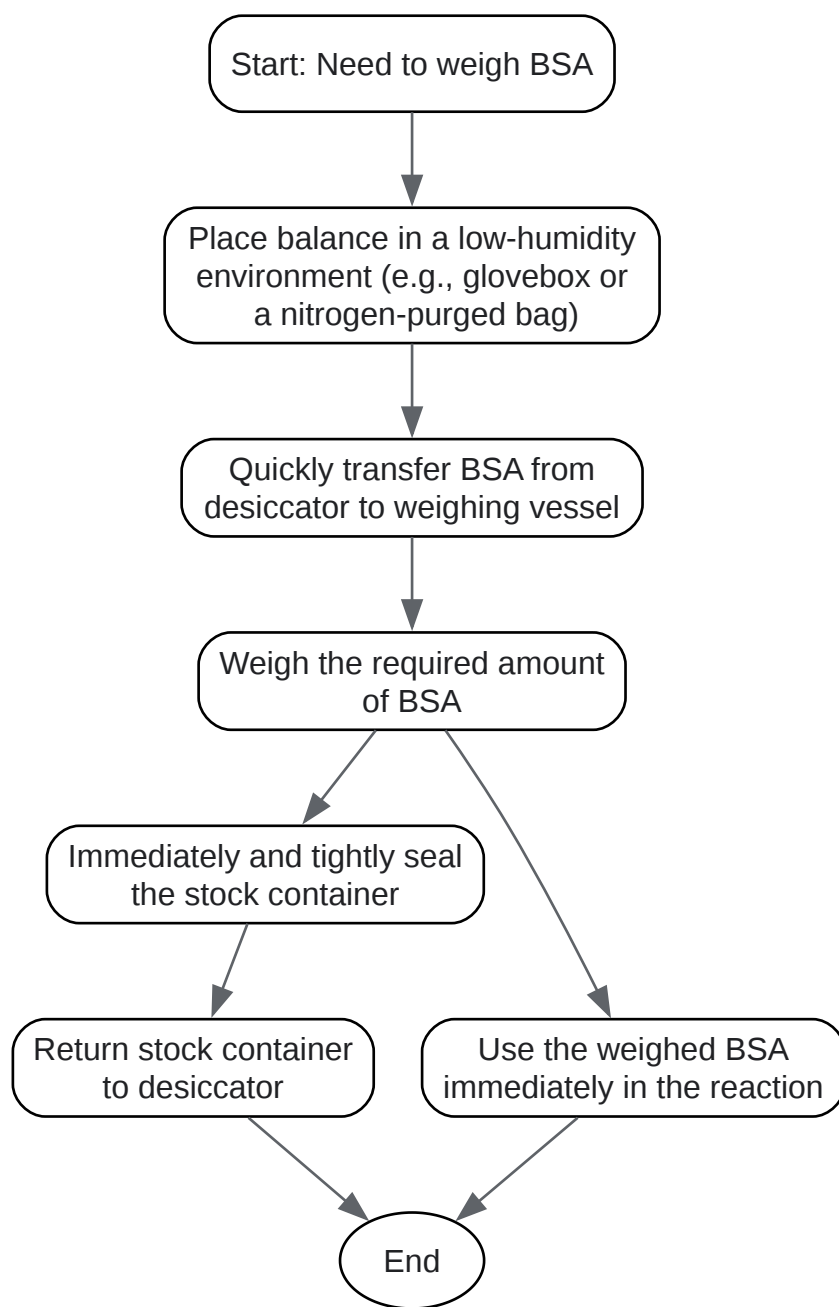 Start: Need to weigh BSA
Place balance in a low-humidity
environment (e.g., glovebox or
a nitrogen-purged bag)
Quickly transfer BSA from
desiccator to weighing vessel
Weigh the required amount
of BSA
Immediately and tightly seal
the stock container
Return stock container
to desiccator
Use the weighed BSA
immediately in the reaction
End